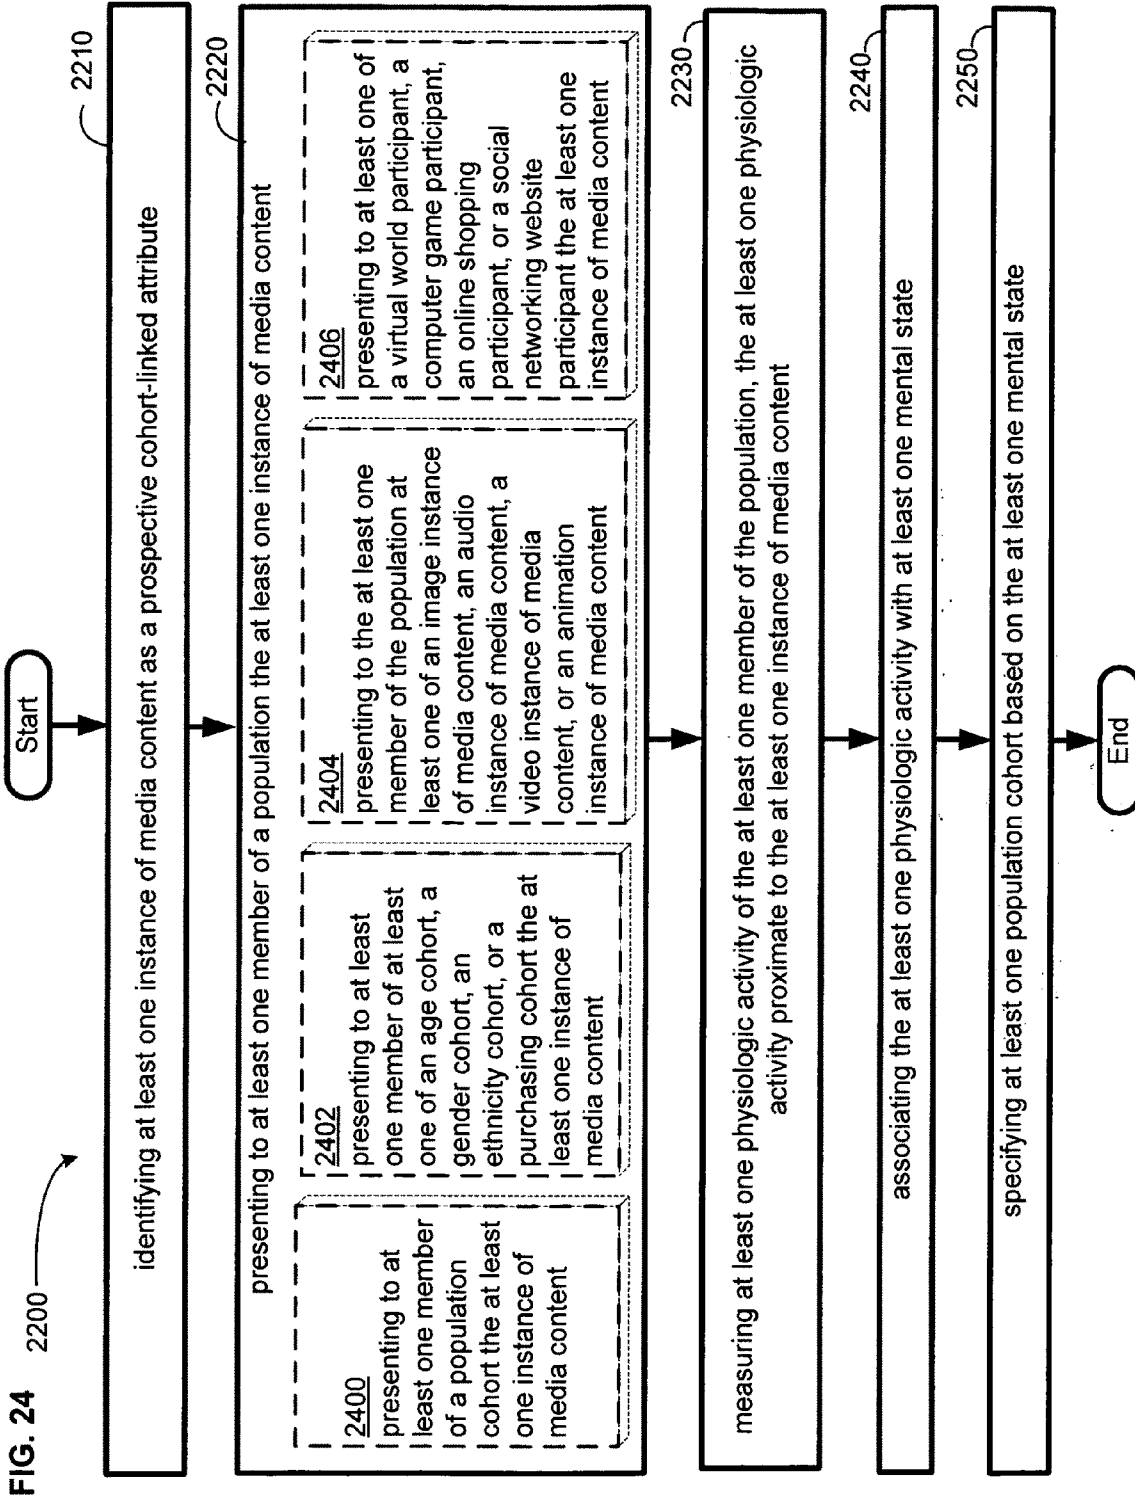 FIG. 24
2200
Start
2210
identifying at least one instance of media content as a prospective cohort-linked attribute
2220
presenting to at least one member of a population the at least one instance of media content
2400
presenting to at
least one member
of a population
cohort the at least
one instance of
media content
2402
presenting to at least
one member of at least
one of an age cohort, a
gender cohort, an
ethnicity cohort, or a
purchasing cohort the at
least one instance of
media content
2404
presenting to the at least one
member of the population at
least one of an image instance
of media content, an audio
instance of media content, a
video instance of media
content, or an animation
instance of media content
2406
presenting to at least one of
a virtual world participant, a
computer game participant,
an online shopping
participant, or a social
networking website
participant the at least one
instance of media content
2230
measuring at least one physiologic activity of the at least one member of the population, the at least one physiologic
activity proximate to the at least one instance of media content
2240
associating the at least one physiologic activity with at least one mental state
2250
specifying at least one population cohort based on the at least one mental state
End